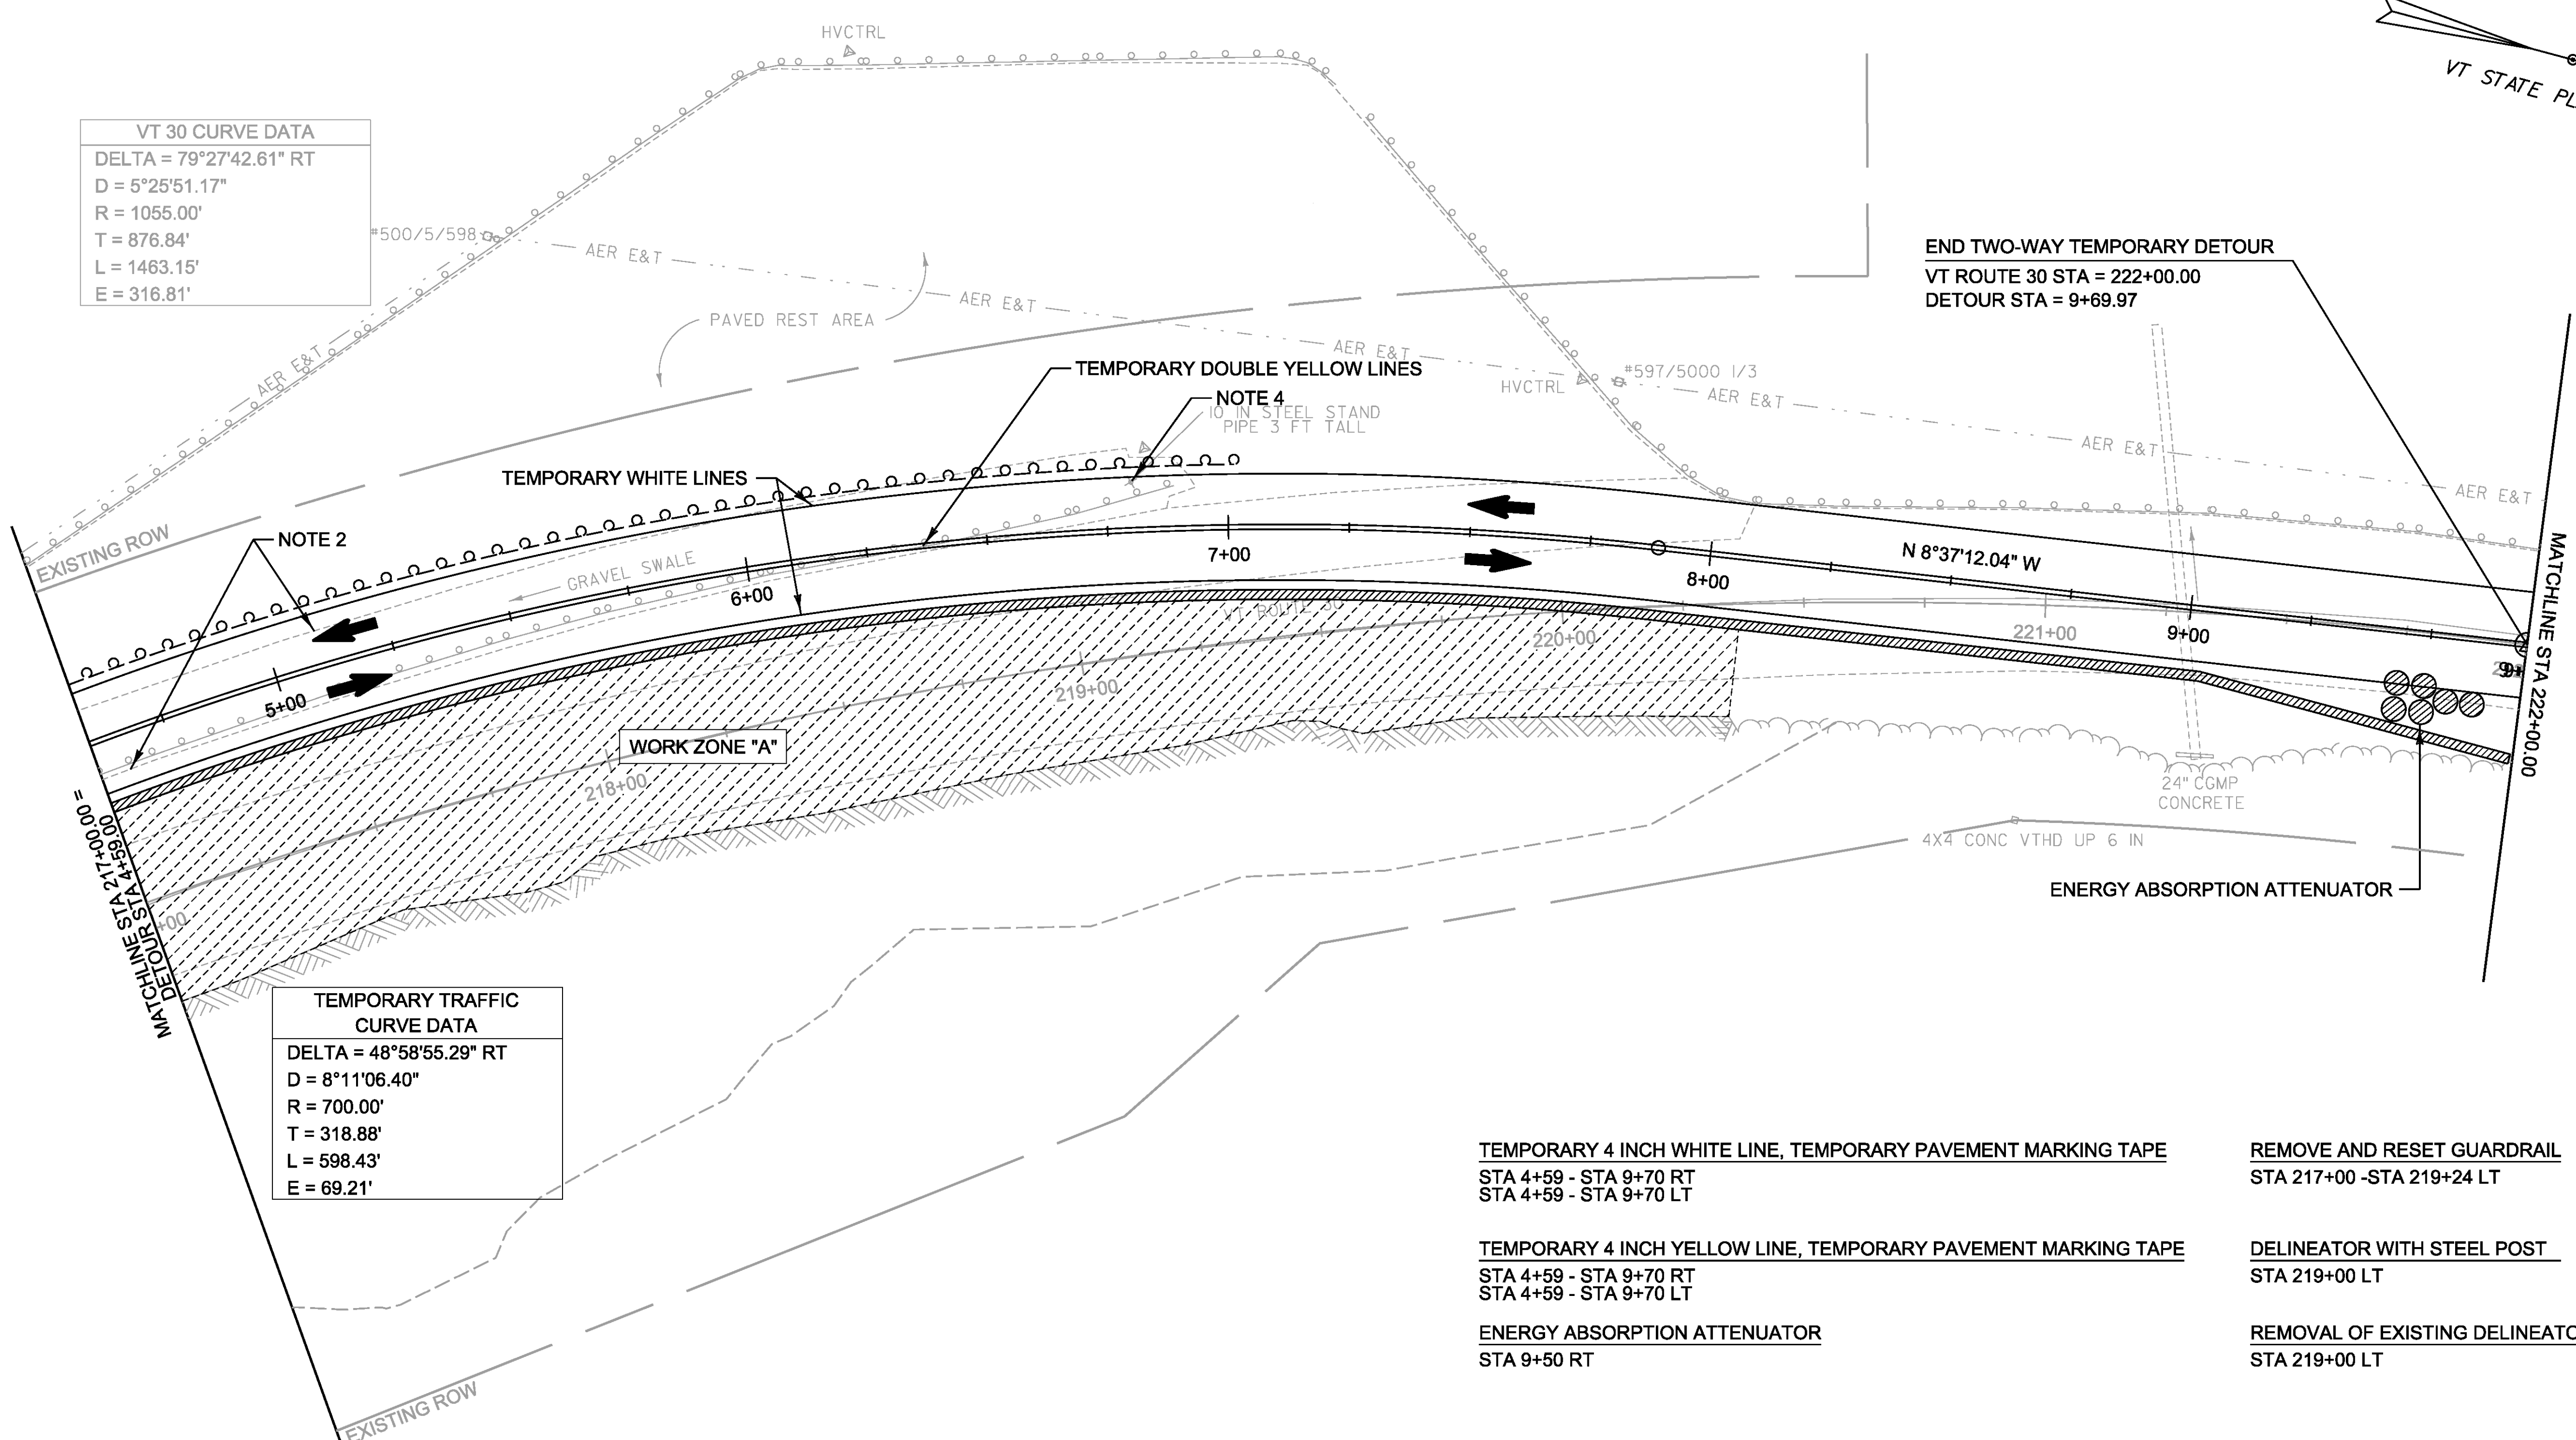 HVCTRL
VT STATE
VT 30 CURVE DATA
DELTA = 79°27'42.61" RT
D = 5°25'51.17"
R = 1055.00'
T = 876.84'
L = 1463.15'
E = 316.81'
#500/5/598
AER E&T
AER E&T
AER E&T
AER E&T
AER E&T
AER E&T
AER E&T
PAVED REST AREA
END TWO-WAY TEMPORARY DETOUR
VT ROUTE 30 STA = 222+00.00
DETOUR STA = 9+69.97
TEMPORARY DOUBLE YELLOW LINES
NOTE 4
10 IN STEEL STAND
PIPE 3 FT TALL
HVCTRL
#597/5000 1/3
TEMPORARY WHITE LINES
NOTE 2
EXISTING ROW
GRAVEL SWALE
5+00
6+00
7+00
8+00
9+00
N 8°37'12.04" W
VT ROUTE 30
218+00
219+00
220+00
221+00
+00
WORK ZONE "A"
MATCHLINE STA 217+00.00 =
DETOUR STA 4+59.00
MATCHLINE STA 222+00.00
24" CGMP
CONCRETE
4X4 CONC VTHD UP 6 IN
ENERGY ABSORPTION ATTENUATOR
TEMPORARY TRAFFIC
CURVE DATA
DELTA = 48°58'55.29" RT
D = 8°11'06.40"
R = 700.00'
T = 318.88'
L = 598.43'
E = 69.21'
EXISTING ROW
TEMPORARY 4 INCH WHITE LINE, TEMPORARY PAVEMENT MARKING TAPE
STA 4+59 - STA 9+70 RT
STA 4+59 - STA 9+70 LT
TEMPORARY 4 INCH YELLOW LINE, TEMPORARY PAVEMENT MARKING TAPE
STA 4+59 - STA 9+70 RT
STA 4+59 - STA 9+70 LT
ENERGY ABSORPTION ATTENUATOR
STA 9+50 RT
REMOVE AND RESET GUARDRAIL
STA 217+00 -STA 219+24 LT
DELINEATOR WITH STEEL POST
STA 219+00 LT
REMOVAL OF EXISTING
STA 219+00 LT